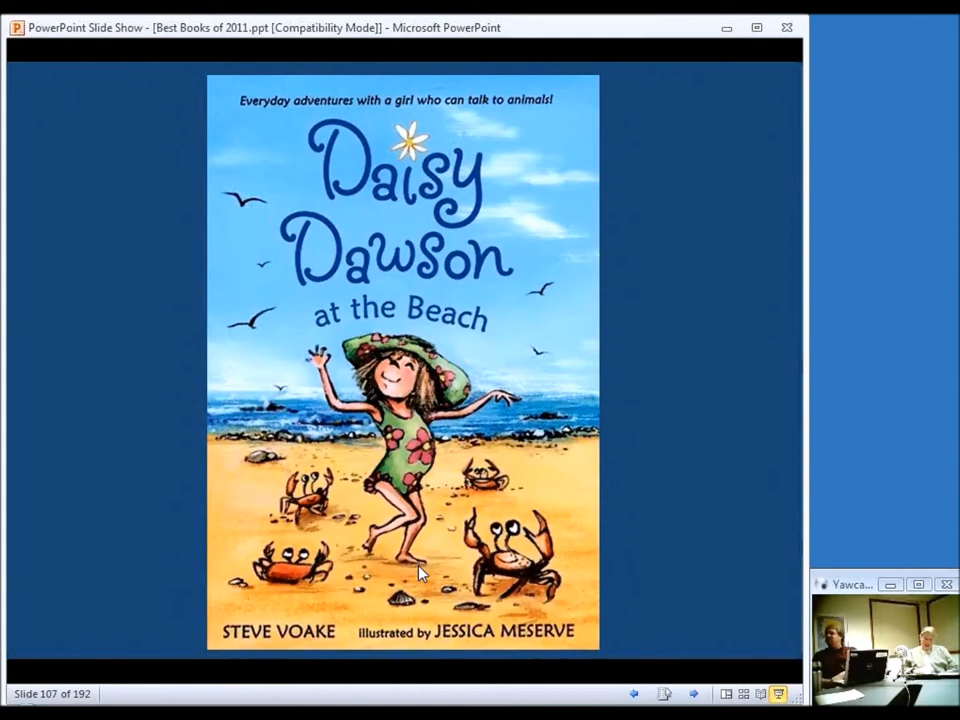 PowerPoint Slide Show - [Best Books of 2011.ppt [Compatibility Mode]] - Microsoft PowerPoint
Everyday adventures with a girl who can talk to animals!
Daisy
Dawson
at the Beach
STEVE VOAKE illustrated by JESSICA MESERVE
Yawca...
Slide 107 of 192